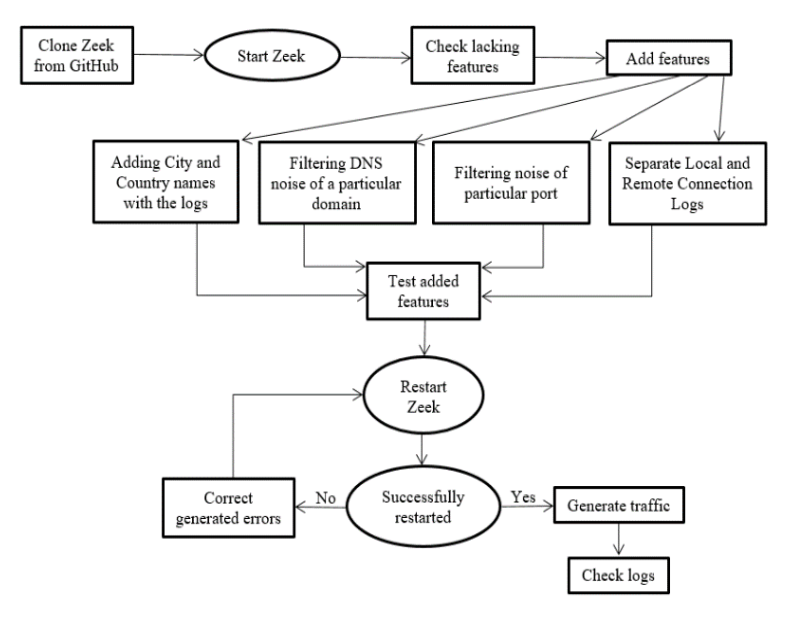 Clone Zeek
from GitHub
Start Zeek
Check lacking
features
Add features
Adding City and
Country names
with the logs
Filtering DNS
noise of a particular
domain
Filtering noise of
particular port
Separate Local and
Remote Connection
Logs
Test added
features
Restart
Zeek
Successfully
restarted
No
Correct
generated errors
Yes
Generate traffic
Check logs